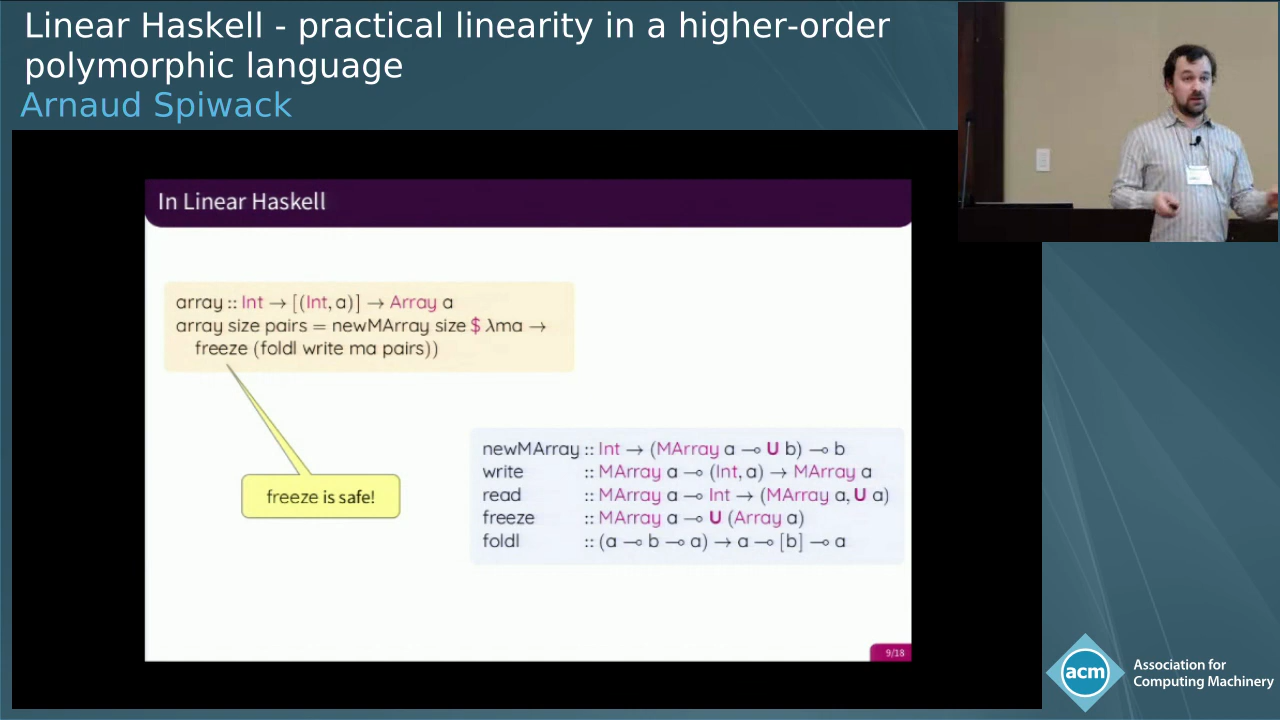 Linear Haskell - practical linearity in a higher-order
polymorphic language
Arnaud Spiwack
In Linear Haskell
array :: Int → [(Int, a)] → Array a
array size pairs = newMArray size $ λma →
freeze (foldl write ma pairs))
freeze is safe!
newMArray :: Int → (MArray a ⊸ U b) ⊸ b
write :: MArray a ⊸ (Int, a) → MArray a
read :: MArray a ⊸ Int → (MArray a, U a)
freeze :: MArray a ⊸ U (Array a)
foldl :: (a ⊸ b ⊸ a) → a ⊸ [b] ⊸ a
9/18
acm
Association for
Computing Machinery